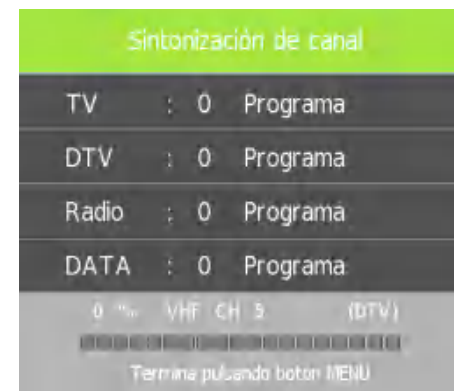 Sintonización de canal
TV : 0 Programa
DTV : 0 Programa
Radio : 0 Programa
DATA : 0 Programa
0 % VHF CH 5 (DTV)
Termina pulsando boton MENU